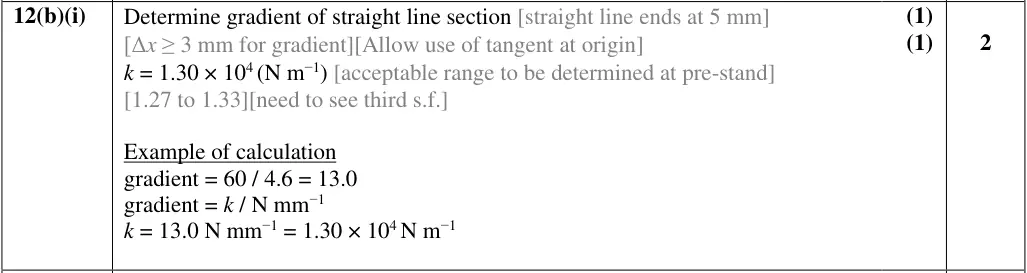 12(b)(i) Determine gradient of straight line section [straight line ends at 5 mm] (1)
[Δx ≥ 3 mm for gradient][Allow use of tangent at origin] (1) 2
k = 1.30 × 10⁴ (N m⁻¹) [acceptable range to be determined at pre-stand]
[1.27 to 1.33][need to see third s.f.]
Example of calculation
gradient = 60 / 4.6 = 13.0
gradient = k / N mm⁻¹
k = 13.0 N mm⁻¹ = 1.30 × 10⁴ N m⁻¹